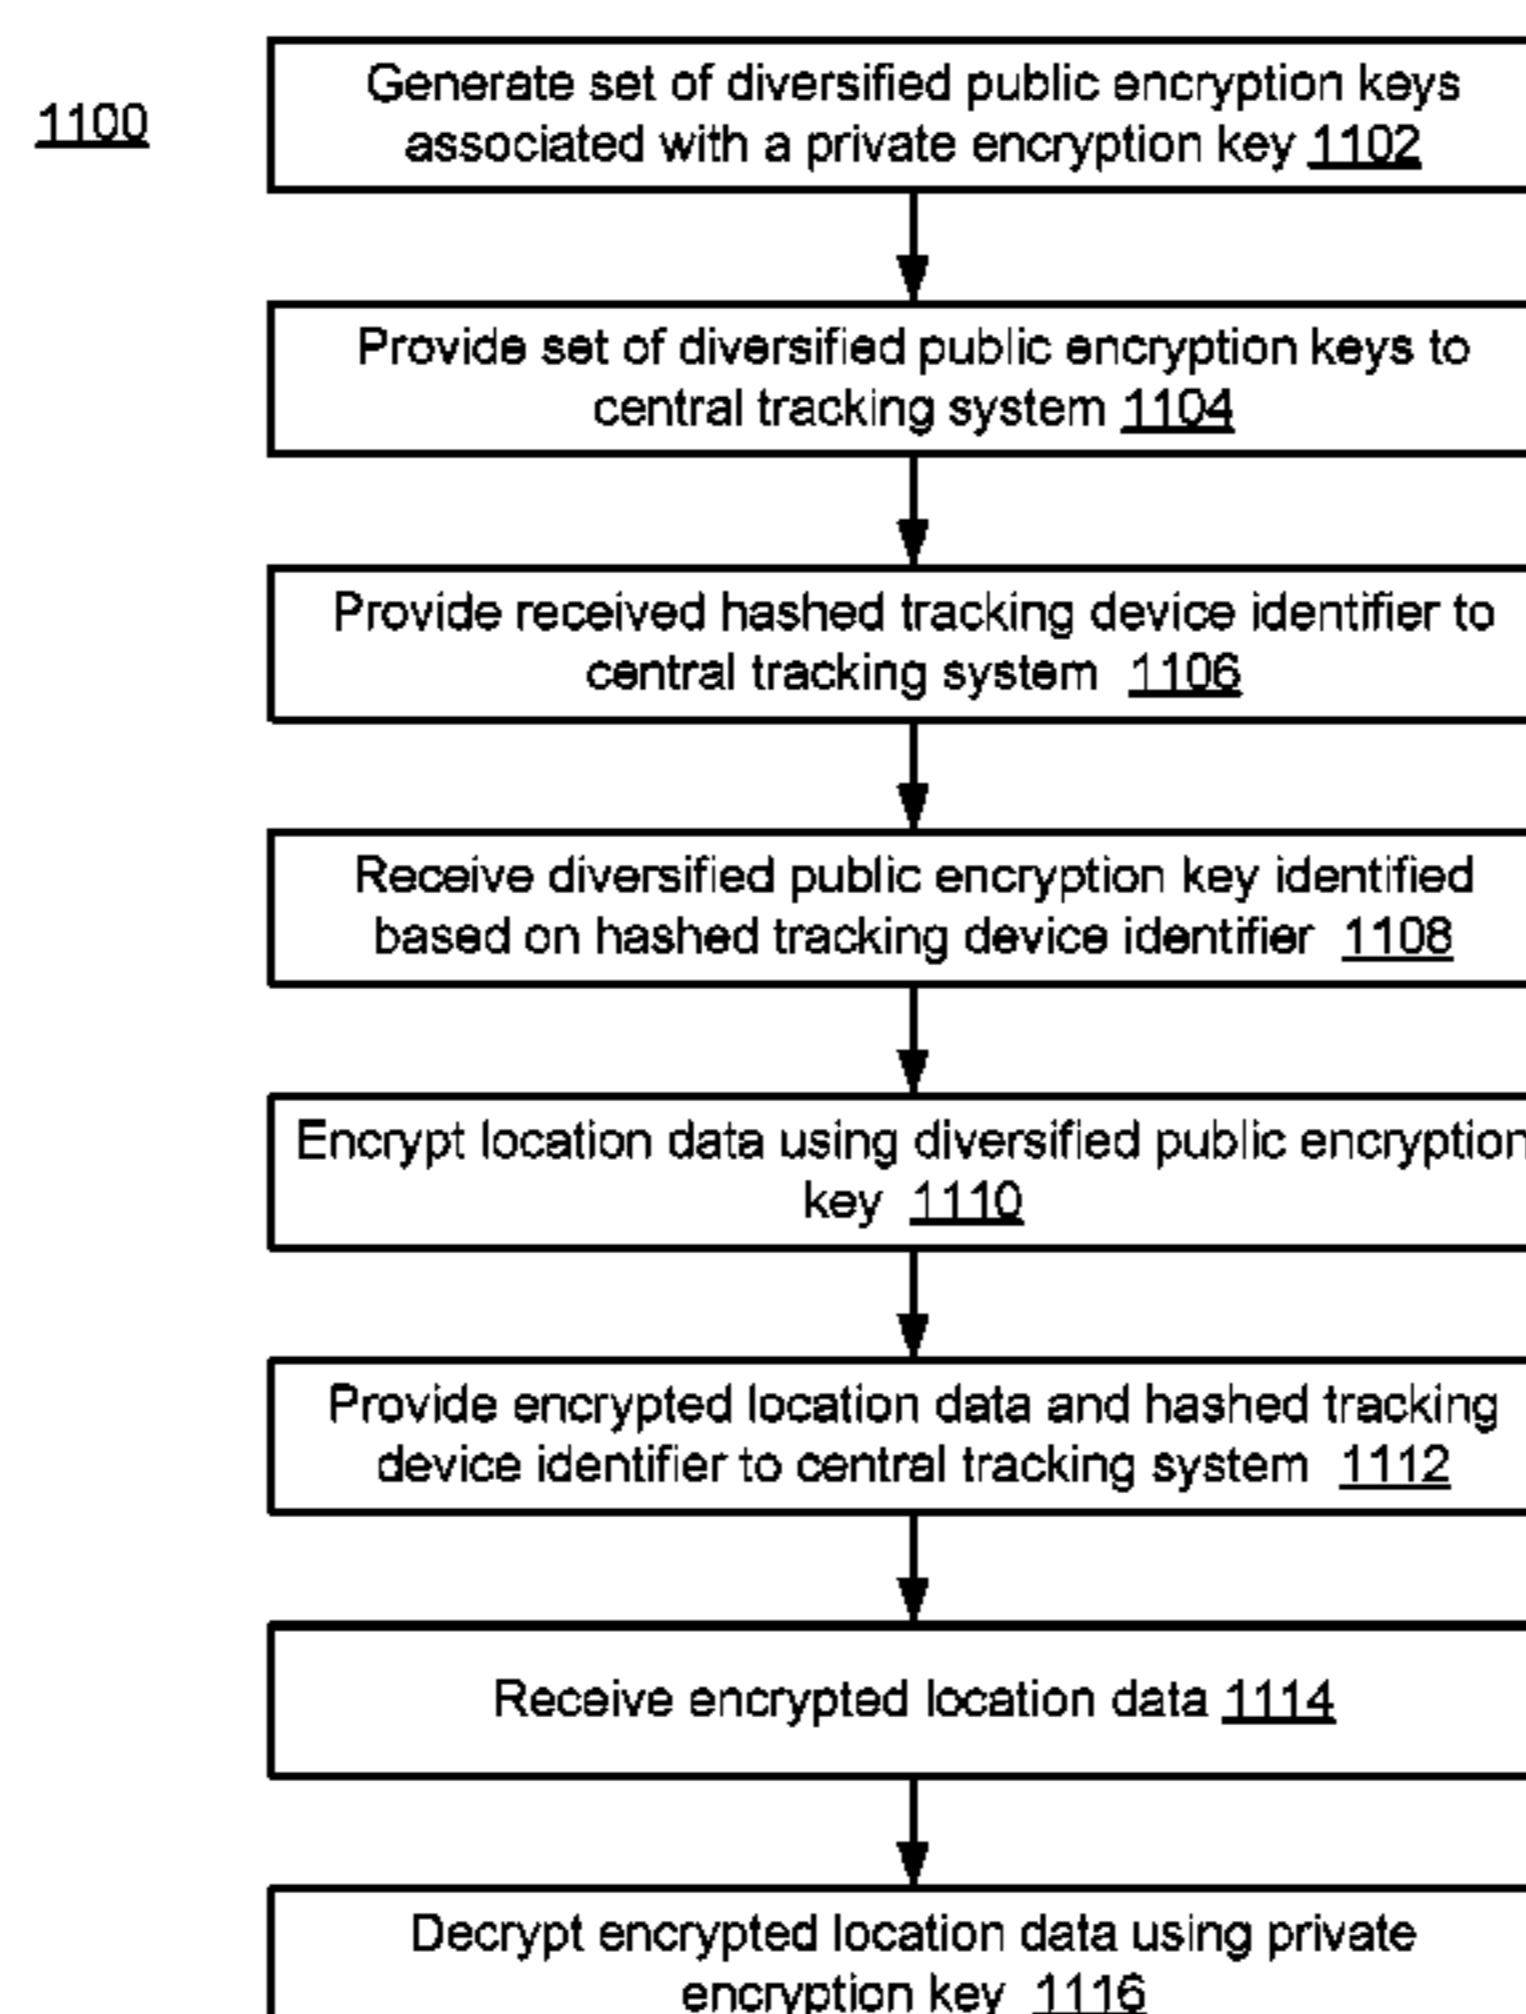 1100
Generate set of diversified public encryption keys
associated with a private encryption key 1102
Provide set of diversified public encryption keys to
central tracking system 1104
Provide received hashed tracking device identifier to
central tracking system 1106
Receive diversified public encryption key identified
based on hashed tracking device identifier 1108
Encrypt location data using diversified public encryption
key 1110
Provide encrypted location data and hashed tracking
device identifier to central tracking system 1112
Receive encrypted location data 1114
Decrypt encrypted location data using private
encryption key 1116